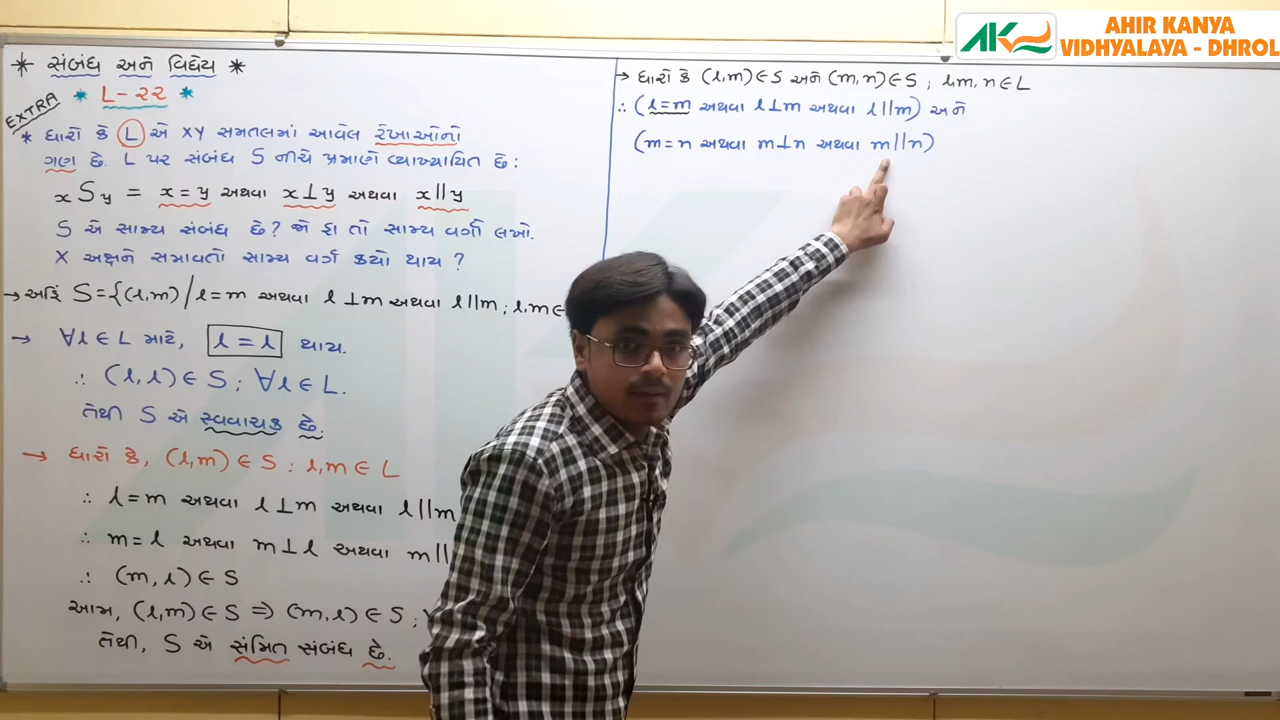 AHIR KANYA
VIDHYALAYA - DHROL
* સંબંધ અને વિધેય *
* L-૨૨ *
EXTRA
* ધારો કે L એ XY સમતલમાં આવેલ રેખાઓનો
ગણ છે. L પર સંબંધ S નીચે પ્રમાણે વ્યાખ્યાયિત છે:
xSy = x=y અથવા x⊥y અથવા x||y
S એ સામ્ય સંબંધ છે? જો હા તો સામ્ય વર્ગો લખો.
X અક્ષને સમાવતો સામ્ય વર્ગ કયો થાય?
→ અહિં S={(l,m)/l=m અથવા l⊥m અથવા l||m; l,m∈
→ ∀l∈L માટે, l=l થાય.
∴ (l,l)∈S; ∀l∈L.
તેથી S એ સ્વવાચક છે.
→ ધારો કે, (l,m)∈S; l,m∈L
∴ l=m અથવા l⊥m અથવા l||m
∴ m=l અથવા m⊥l અથવા m||
∴ (m,l)∈S
આમ, (l,m)∈S ⇒ (m,l)∈S;
તેથી, S એ સંમિત સંબંધ છે.
→ ધારો કે (l,m)∈S અને (m,n)∈S; l,m,n∈L
∴ (l=m અથવા l⊥m અથવા l||m) અને
(m=n અથવા m⊥n અથવા m||n)